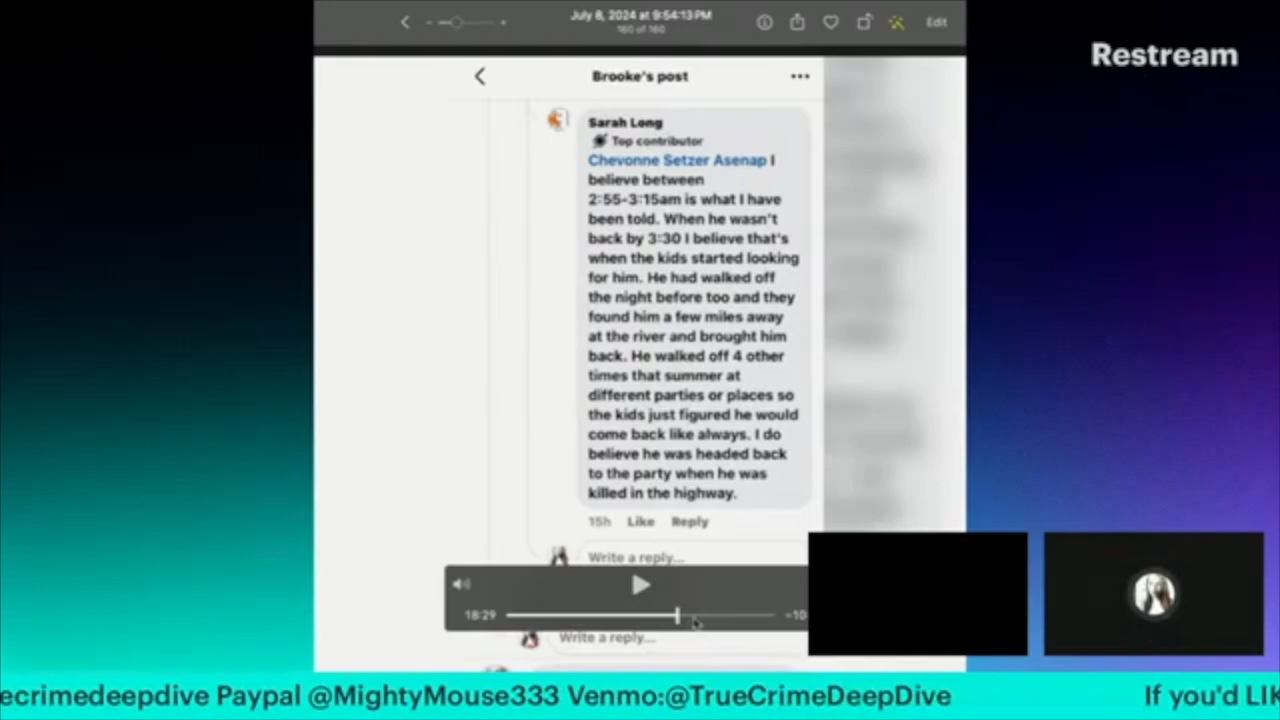 July 8, 2024 at 9:54:13 PM
160 of 160
Edit
Restream
Brooke's post
Sarah Long
Top contributor
Chevonne Setzer Asenap I
believe between
2:55-3:15am is what I have
been told. When he wasn't
back by 3:30 I believe that's
when the kids started looking
for him. He had walked off
the night before too and they
found him a few miles away
at the river and brought him
back. He walked off 4 other
times that summer at
different parties or places so
the kids just figured he would
come back like always. I do
believe he was headed back
to the party when he was
killed in the highway.
15h Like Reply
Write a reply...
18:29
-10
Write a reply...
ecrimedeepdive Paypal @MightyMouse333 Venmo:@TrueCrimeDeepDive
If you'd LIK